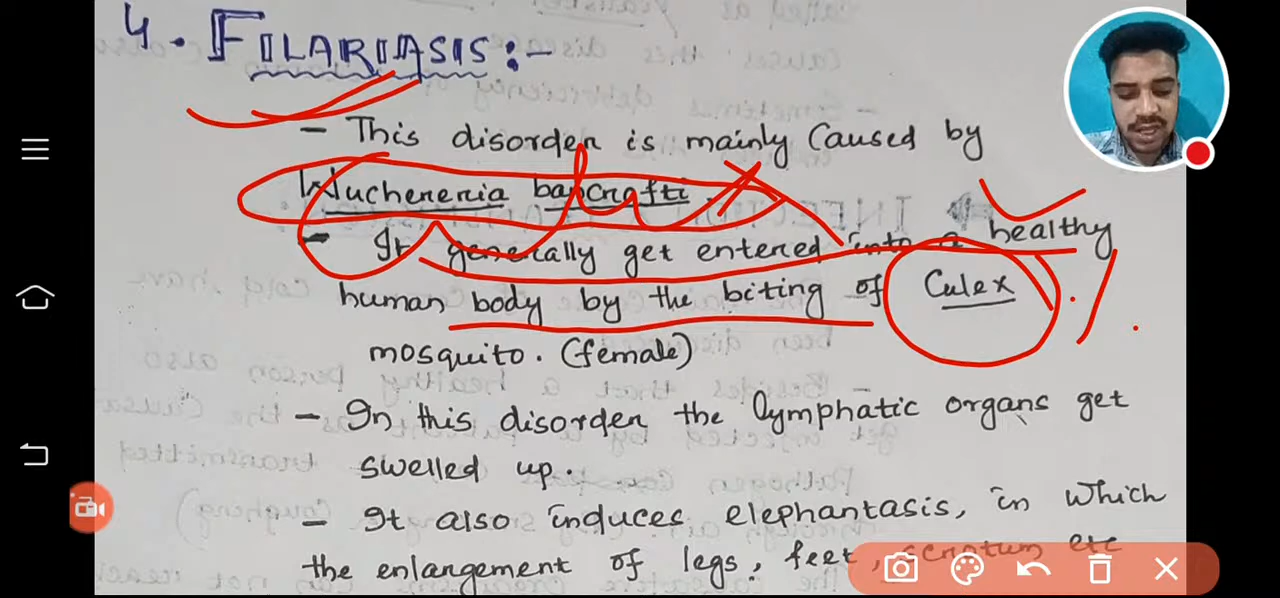 4. FILARIASIS :-
- This disorder is mainly Caused by
Wuchereria bancrofti
- It generally get entered into a healthy
human body by the biting of Culex
mosquito. (female)
- In this disorder the lymphatic organs get
swelled up.
- It also induces elephantasis, in which
the enlargement of legs, feet, scrotum etc